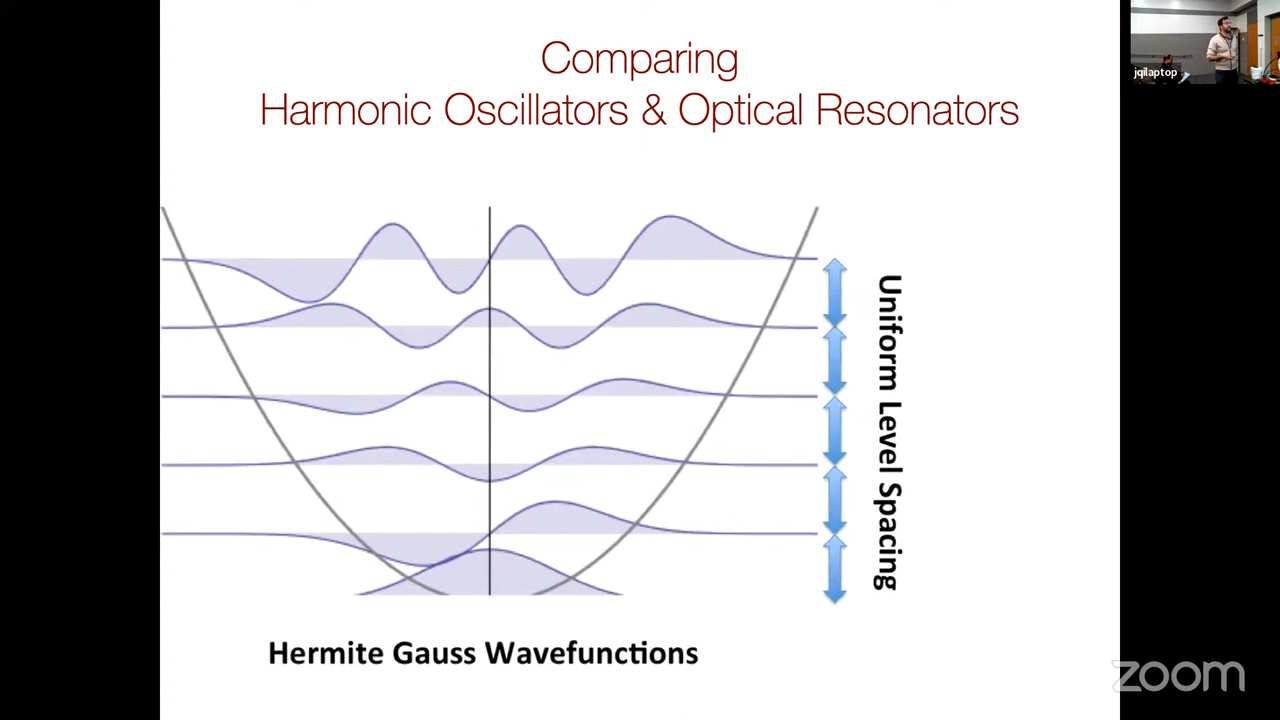 Comparing
Harmonic Oscillators & Optical Resonators
jqilaptop
Uniform Level Spacing
Hermite Gauss Wavefunctions
zoom